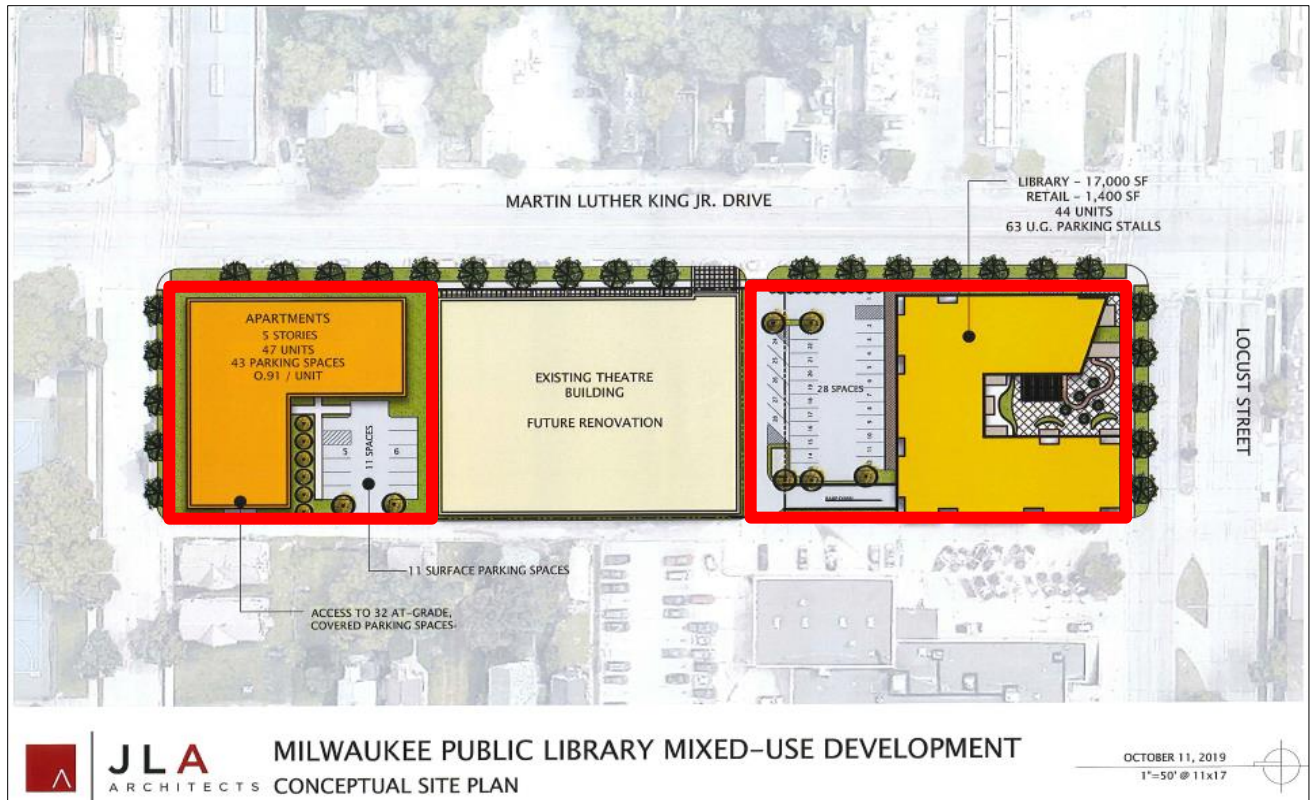 MARTIN LUTHER KING JR. DRIVE
LIBRARY - 17,000 SF
RETAIL - 1,400 SF
44 UNITS
63 U.G. PARKING STALLS
APARTMENTS
5 STORIES
47 UNITS
43 PARKING SPACES
0.91 / UNIT
EXISTING THEATRE
BUILDING
FUTURE RENOVATION
28 SPACES
LOCUST STREET
5
11 SPACES
6
11 SURFACE PARKING SPACES
ACCESS TO 32 AT-GRADE,
COVERED PARKING SPACES
JLA
ARCHITECTS
MILWAUKEE PUBLIC LIBRARY MIXED-USE DEVELOPMENT
CONCEPTUAL SITE PLAN
OCTOBER 11, 2019
1"=50' @ 11x17